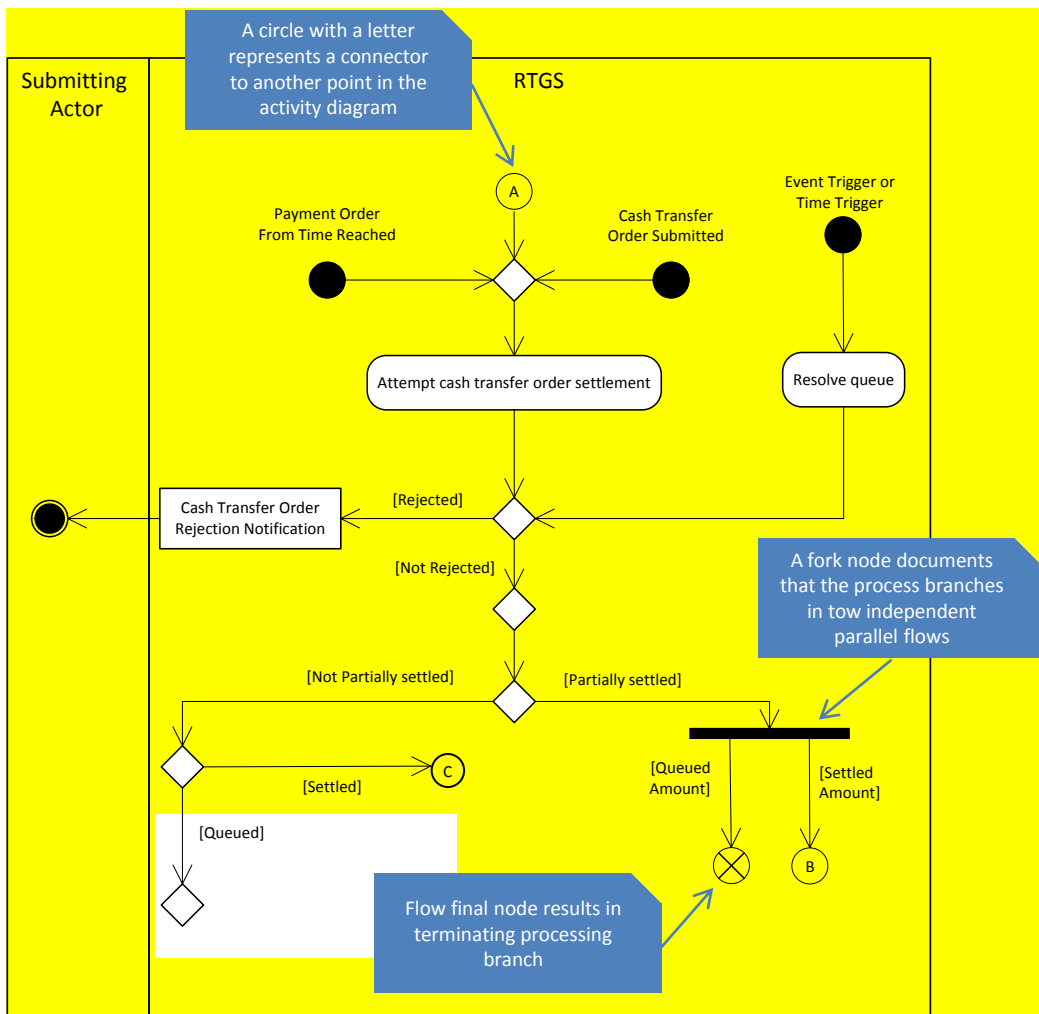 A circle with a letter
represents a connector
to another point in the
activity diagram
Submitting
Actor
RTGS
A
Event Trigger or
Time Trigger
Payment Order
From Time Reached
Cash Transfer
Order Submitted
Attempt cash transfer order settlement
Resolve queue
[Rejected]
Cash Transfer Order
Rejection Notification
[Not Rejected]
A fork node documents
that the process branches
in tow independent
parallel flows
[Not Partially settled]
[Partially settled]
C
[Settled]
[Queued
Amount]
[Settled
Amount]
[Queued]
B
Flow final node results in
terminating processing
branch